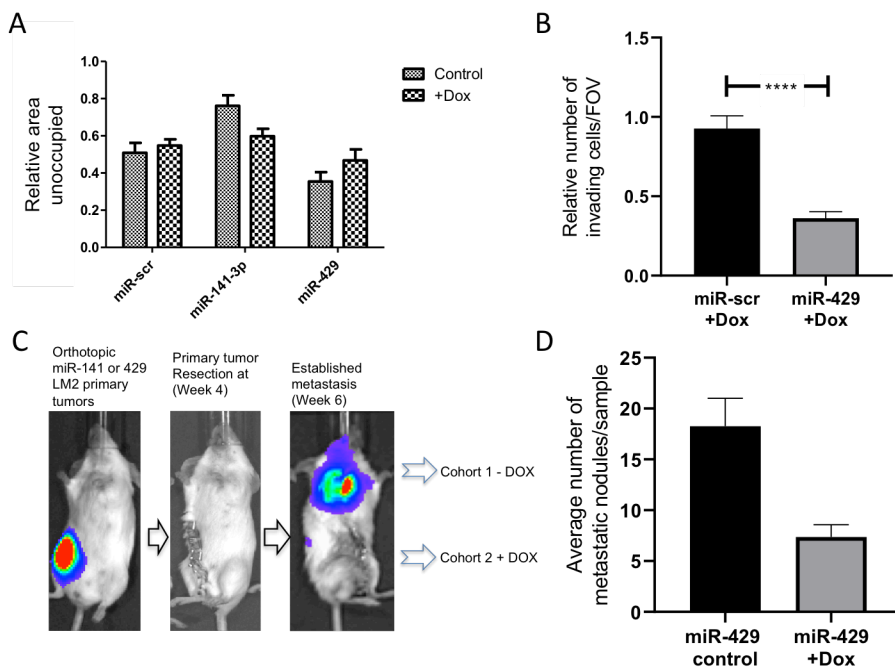 A
Relative area
unoccupied
1.0
0.8
0.6
0.4
0.2
0.0
miR-scr
miR-141-3p
miR-429
Control
+Dox
B
Relative number of
invading cells/FOV
1.5
1.0
0.5
0.0
****
miR-scr
+Dox
miR-429
+Dox
C
Orthotopic
miR-141 or 429
LM2 primary
tumors
Primary tumor
Resection at
(Week 4)
Established
metastasis
(Week 6)
Cohort 1 - DOX
Cohort 2 + DOX
D
Average number of
metastatic nodules/sample
25
20
15
10
5
0
miR-429
control
miR-429
+Dox